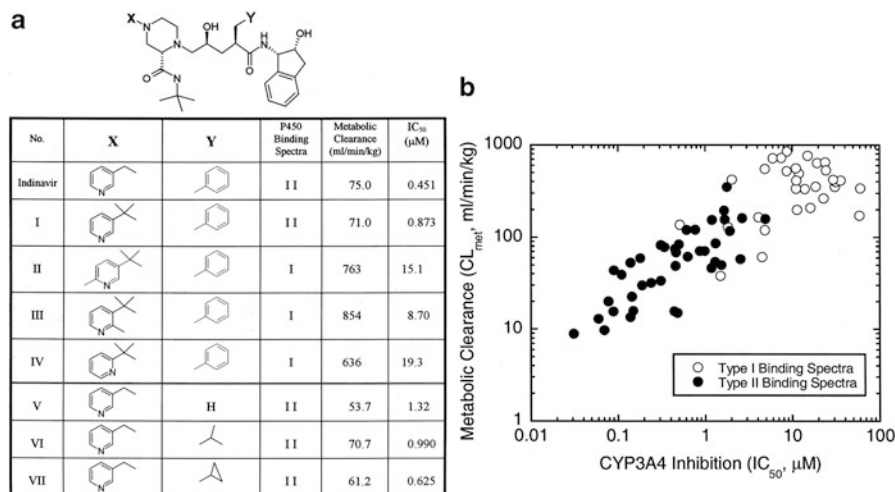 a
X
Y
OH
N
N
H
N
OH
O
O
N
H
No. X Y P450 Binding Spectra Metabolic Clearance (ml/min/kg) IC50 (μM)
Indinavir N II 75.0 0.451
I N II 71.0 0.873
II N I 763 15.1
III N I 854 8.70
IV N I 636 19.3
V N H II 53.7 1.32
VI N II 70.7 0.990
VII N II 61.2 0.625
b
Metabolic Clearance (CLmet, ml/min/kg)
1000
100
10
1
0.01 0.1 1 10 100
○ Type I Binding Spectra
● Type II Binding Spectra
CYP3A4 Inhibition (IC50, μM)